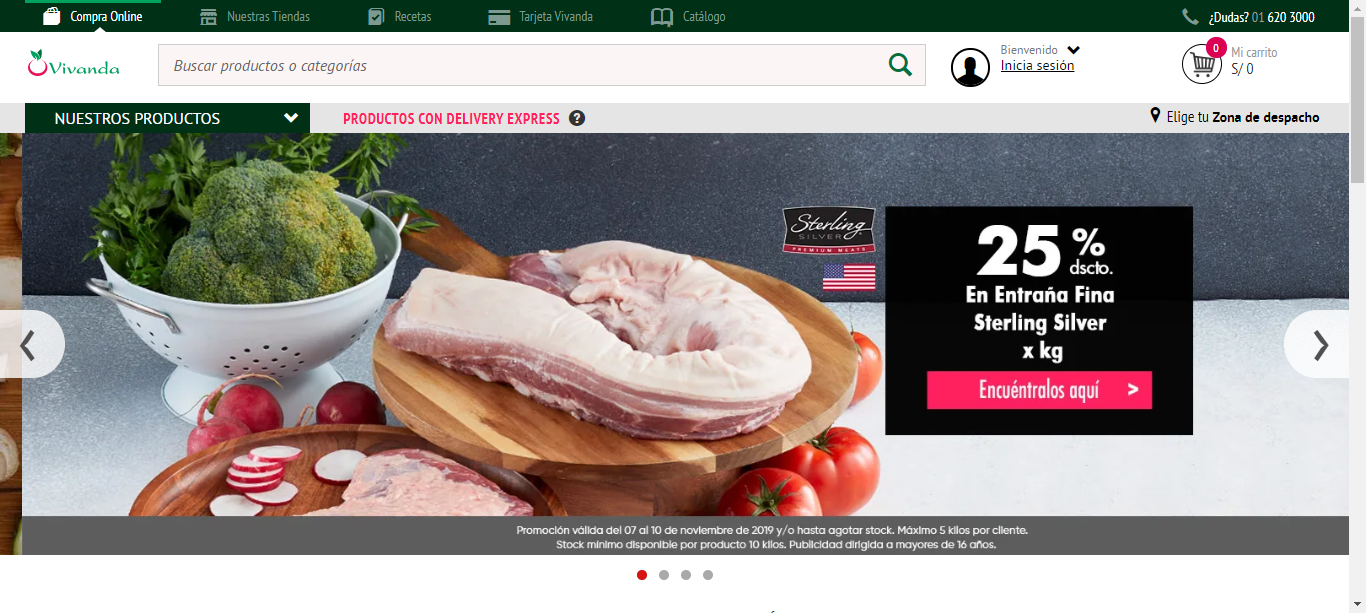 Compra Online
Nuestras Tiendas
Recetas
Tarjeta Vivanda
Catálogo
¿Dudas? 01 620 3000
Vivanda
Buscar productos o categorías
Bienvenido
Inicia sesión
0
Mi carrito
S/ 0
NUESTROS PRODUCTOS
PRODUCTOS CON DELIVERY EXPRESS ?
Elige tu Zona de despacho
Sterling
SILVER
PREMIUM MEATS
25 % dscto.
En Entraña Fina
Sterling Silver
x kg
Encuéntralos aquí >
Promoción válida del 07 al 10 de noviembre de 2019 y/o hasta agotar stock. Máximo 5 kilos por cliente.
Stock mínimo disponible por producto 10 kilos. Publicidad dirigida a mayores de 16 años.